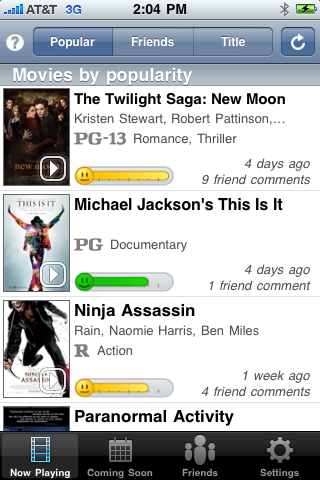 AT&T 3G 2:04 PM
? Popular Friends Title
Movies by popularity
The Twilight Saga: New Moon
Kristen Stewart, Robert Pattinson,...
PG-13 Romance, Thriller
new moon
4 days ago
9 friend comments
Michael Jackson's This Is It
THIS IS IT
PG Documentary
4 days ago
1 friend comment
Ninja Assassin
Rain, Naomie Harris, Ben Miles
R Action
1 week ago
4 friend comments
Paranormal Activity
Now Playing Coming Soon Friends Settings